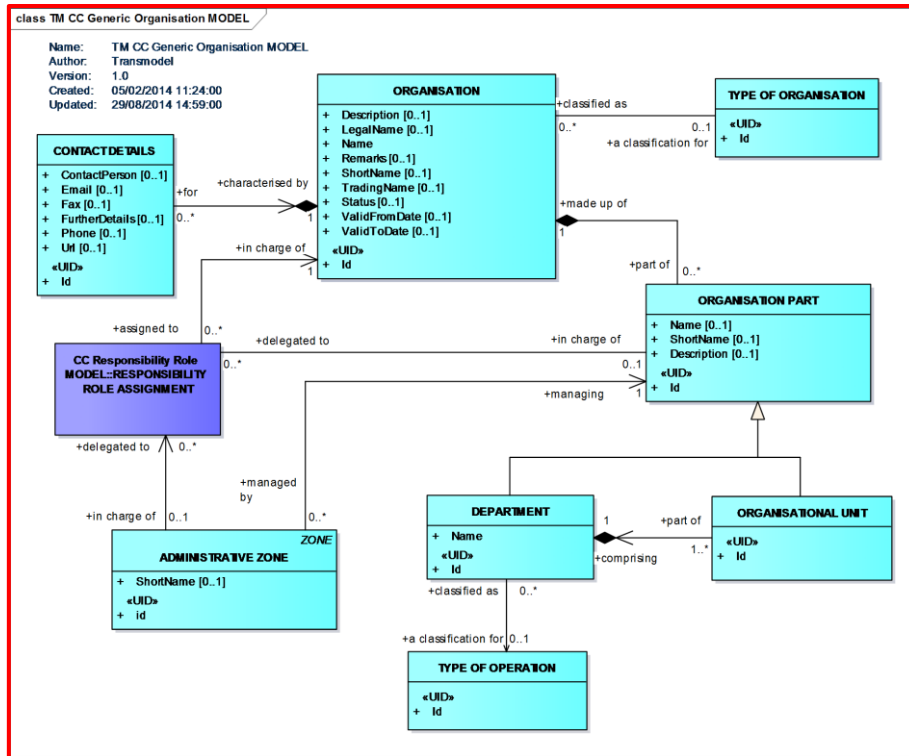 class TM CC Generic Organisation MODEL
Name: TM CC Generic Organisation MODEL
Author: Transmodel
Version: 1.0
Created: 05/02/2014 11:24:00
Updated: 29/08/2014 14:59:00
ORGANISATION
+ Description [0..1]
+ LegalName [0..1]
+ Name
+ Remarks [0..1]
+ ShortName [0..1]
+ TradingName [0..1]
+ Status [0..1]
+ ValidFromDate [0..1]
+ ValidToDate [0..1]
«UID»
+ Id
+classified as
0..*
0..1
+a classification for
TYPE OF ORGANISATION
«UID»
+ Id
CONTACT DETAILS
+ ContactPerson [0..1]
+ Email [0..1]
+ Fax [0..1]
+ FurtherDetails [0..1]
+ Phone [0..1]
+ Url [0..1]
«UID»
+ Id
+for
0..*
+characterised by
1
+made up of
1
+part of
0..*
+in charge of
1
+assigned to
0..*
ORGANISATION PART
+ Name [0..1]
+ ShortName [0..1]
+ Description [0..1]
«UID»
+ Id
CC Responsibility Role
MODEL::RESPONSIBILITY
ROLE ASSIGNMENT
+delegated to
0..*
+in charge of
0..1
+managing
1
+delegated to
0..*
+in charge of
0..1
+managed
by
0..*
ZONE
ADMINISTRATIVE ZONE
+ ShortName [0..1]
«UID»
+ id
DEPARTMENT
+ Name
«UID»
+ Id
1
+comprising
+part of
1..*
ORGANISATIONAL UNIT
«UID»
+ Id
+classified as
0..*
+a classification for
0..1
TYPE OF OPERATION
«UID»
+ Id